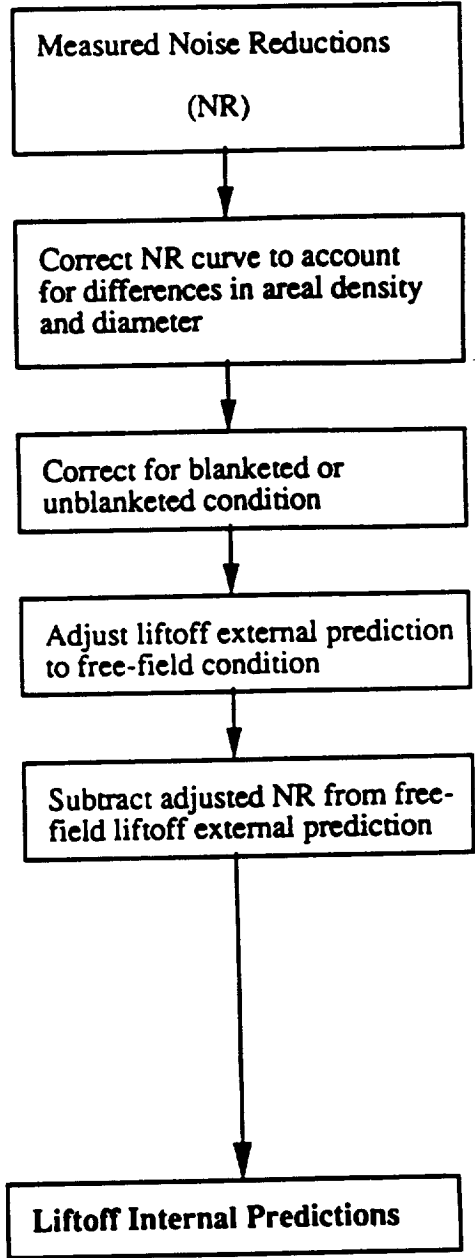 Measured Noise Reductions
(NR)
Correct NR curve to account
for differences in areal density
and diameter
Correct for blanketed or
unblanketed condition
Adjust liftoff external prediction
to free-field condition
Subtract adjusted NR from free-
field liftoff external prediction
Liftoff Internal Predictions